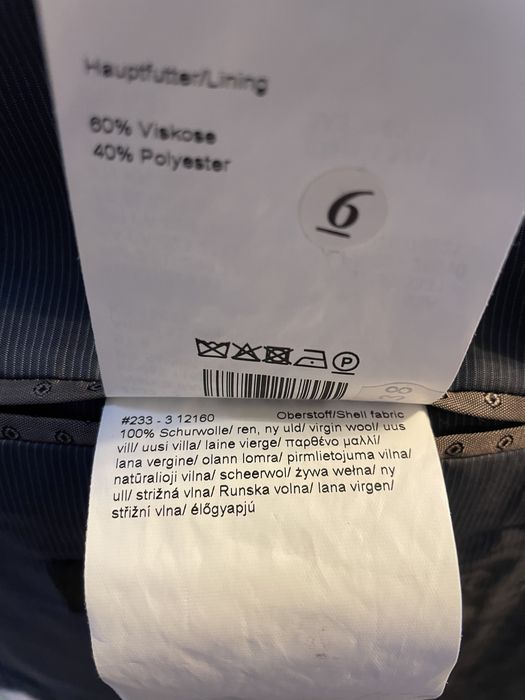 Hauptfutter/Lining
60% Viskose
40% Polyester
6
P
#233 - 3 12160 Oberstoff/Shell fabric
100% Schurwolle/ ren, ny uld/ virgin wool/ uus
vill/ uusi villa/ laine vierge/ παρθένο μαλλί/
lana vergine/ olann lomra/ pirmlietojuma vilna/
natūralioji vilna/ scheerwol/ żywa wełna/ ny
ull/ strižná vlna/ Runska volna/ lana virgen/
střižní vlna/ élőgyapjú